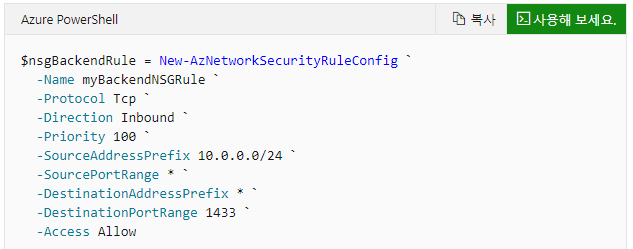 Azure PowerShell
복사
사용해 보세요.
$nsgBackendRule = New-AzNetworkSecurityRuleConfig `
-Name myBackendNSGRule `
-Protocol Tcp `
-Direction Inbound `
-Priority 100 `
-SourceAddressPrefix 10.0.0.0/24 `
-SourcePortRange * `
-DestinationAddressPrefix * `
-DestinationPortRange 1433 `
-Access Allow